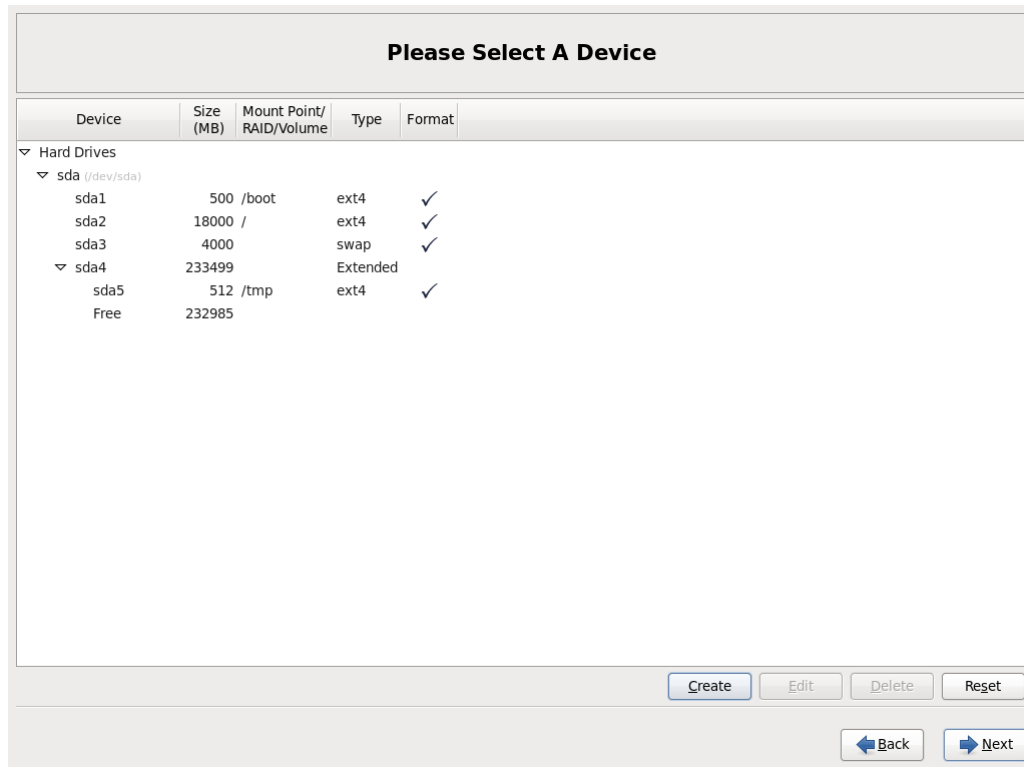 Please Select A Device
Device Size (MB) Mount Point/ RAID/Volume Type Format
Hard Drives
sda (/dev/sda)
sda1 500 /boot ext4
sda2 18000 / ext4
sda3 4000 swap
sda4 233499 Extended
sda5 512 /tmp ext4
Free 232985
Create Edit Delete Reset
Back Next